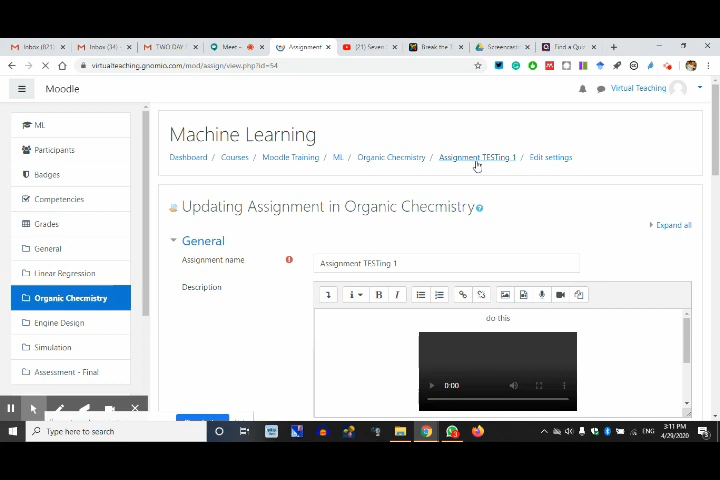 Inbox (821)
Inbox (34) -
TWO DAY
Meet –
Assignment
(21) Seven
Break the
Screencast
Find a Quiz
virtualteaching.gnomio.com/mod/assign/view.php?id=54
Moodle
Virtual Teaching
ML
Participants
Badges
Competencies
Grades
General
Linear Regression
Organic Checmistry
Engine Design
Simulation
Assessment - Final
Machine Learning
Dashboard / Courses / Moodle Training / ML / Organic Checmistry / Assignment TESTing 1 / Edit settings
Updating Assignment in Organic Checmistry
Expand all
General
Assignment name
Assignment TESTing 1
Description
do this
0:00
Type here to search
ENG
3:11 PM
4/29/2020